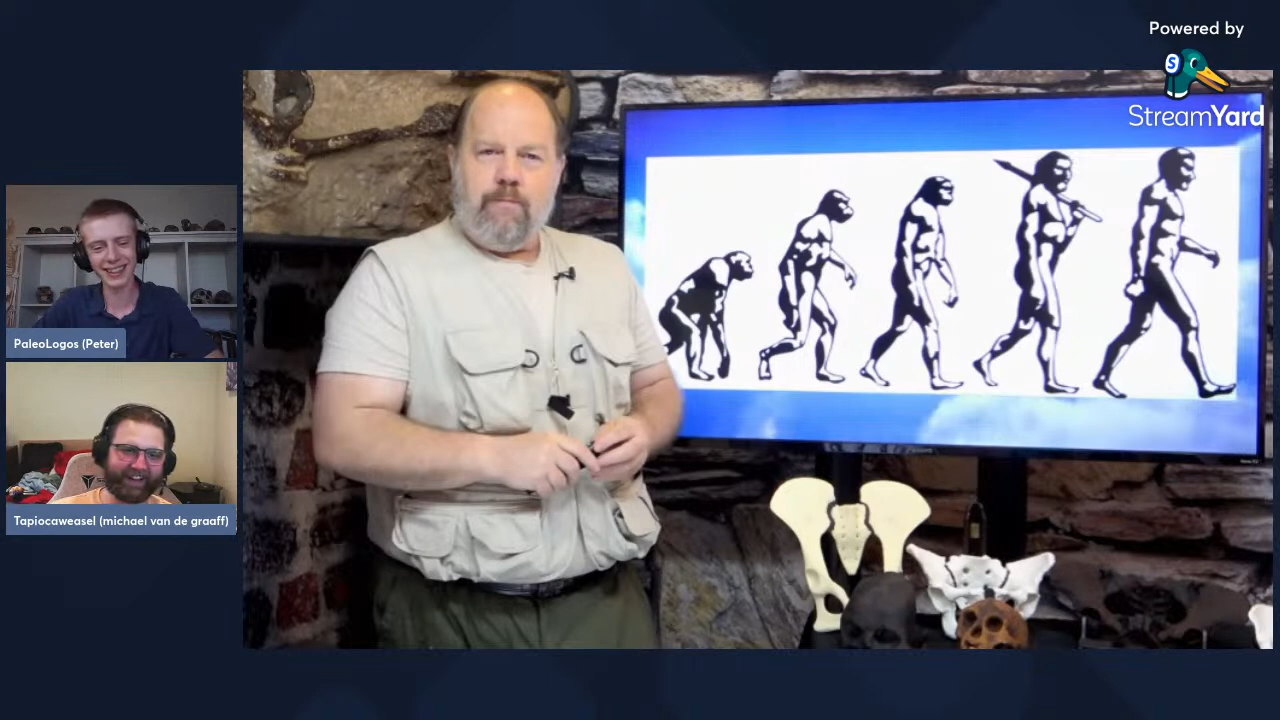 Powered by
S
StreamYard
PaleoLogos (Peter)
Tapiocaweasel (michael van de graaff)